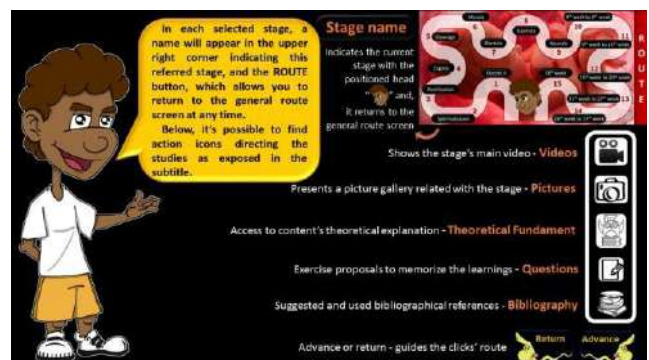 In each selected stage, a
name will appear in the upper
right corner indicating this
referred stage, and the ROUTE
button, which allows you to
return to the general route
screen at any time.
Below, it's possible to find
action icons directing the
studies as exposed in the
subtitle.
Stage name
Indicates the current
stage with the
positioned head
" " and,
it returns to the
general route screen
ROUTE
Shows the stage's main video - Videos
Presents a picture gallery related with the stage - Pictures
Access to content's theoretical explanation - Theoretical Fundament
Exercise proposals to memorize the learnings - Questions
Suggested and used bibliographical references - Bibliography
Advance or return - guides the clicks' route
Return Advance